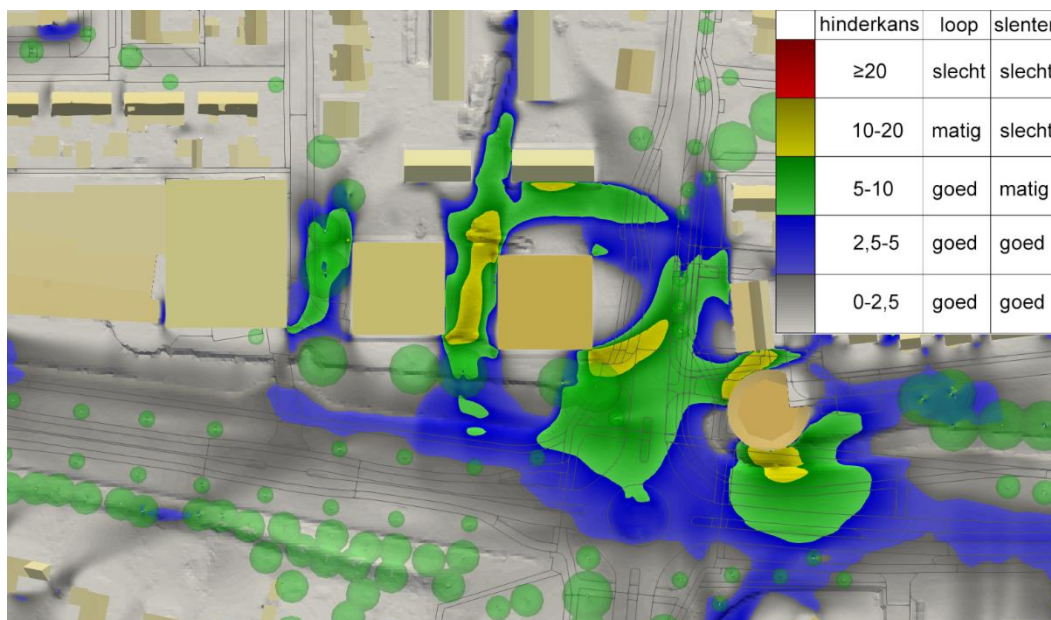 hinderkans loop slenter
≥20 slecht slecht
10-20 matig slecht
5-10 goed matig
2,5-5 goed goed
0-2,5 goed goed